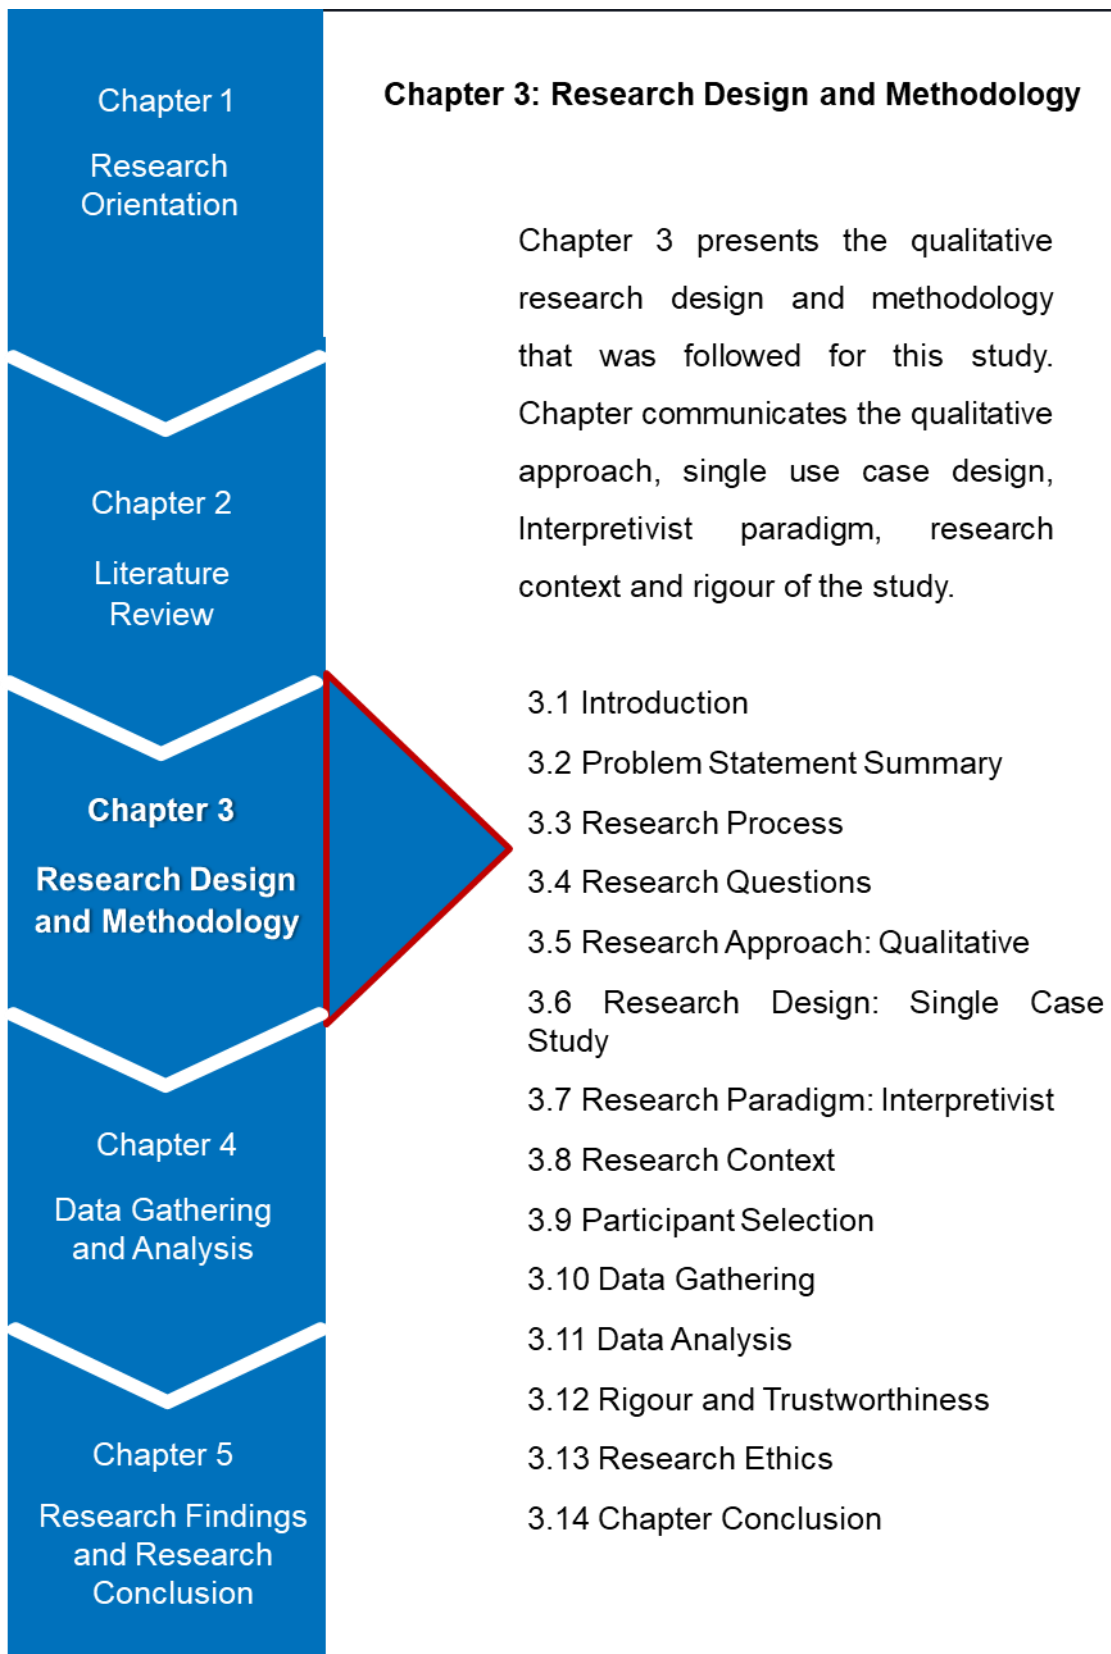 Chapter 1
Research
Orientation
Chapter 2
Literature
Review
Chapter 3
Research Design
and Methodology
Chapter 4
Data Gathering
and Analysis
Chapter 5
Research Findings
and Research
Conclusion
Chapter 3: Research Design and Methodology
Chapter 3 presents the qualitative
research design and methodology
that was followed for this study.
Chapter communicates the qualitative
approach, single use case design,
Interpretivist paradigm, research
context and rigour of the study.
3.1 Introduction
3.2 Problem Statement Summary
3.3 Research Process
3.4 Research Questions
3.5 Research Approach: Qualitative
3.6 Research Design: Single Case
Study
3.7 Research Paradigm: Interpretivist
3.8 Research Context
3.9 Participant Selection
3.10 Data Gathering
3.11 Data Analysis
3.12 Rigour and Trustworthiness
3.13 Research Ethics
3.14 Chapter Conclusion